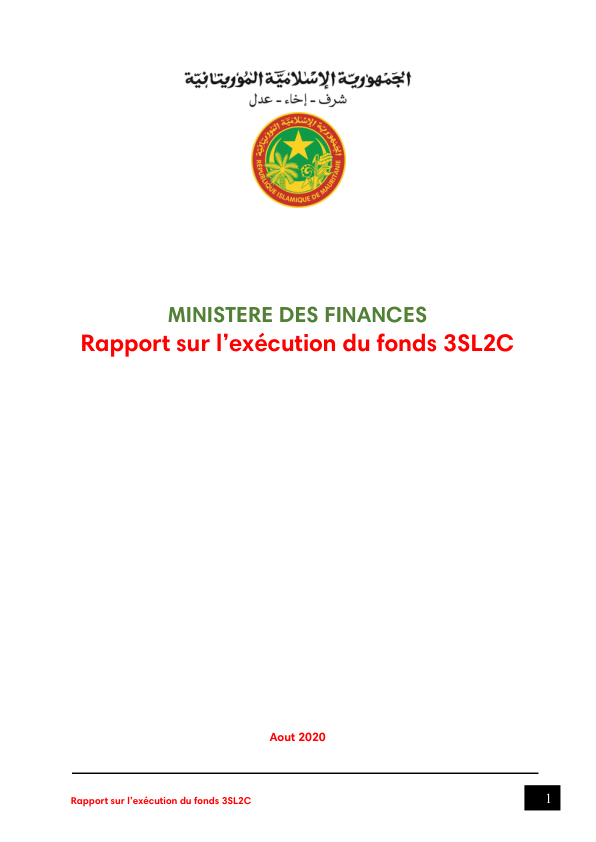 الجمهورية الإسلامية الموريتانية
شرف - إخاء - عدل
الجمهورية الإسلامية الموريتانية
REPUBLIQUE ISLAMIQUE DE MAURITANIE
MINISTERE DES FINANCES
Rapport sur l'exécution du fonds 3SL2C
Aout 2020
Rapport sur l'exécution du fonds 3SL2C
1